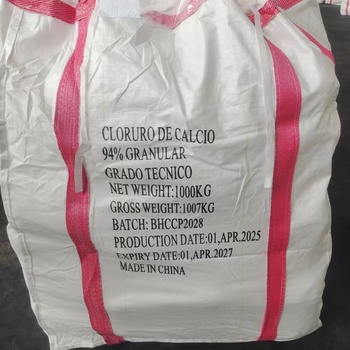 CLORURO DE CALCIO
94% GRANULAR
GRADO TECNICO
NET WEIGHT:1000KG
GROSS WEIGHT:1007KG
BATCH: BHCCP2028
PRODUCTION DATE:01,APR.2025
EXPIRY DATE:01,APR.2027
MADE IN CHINA